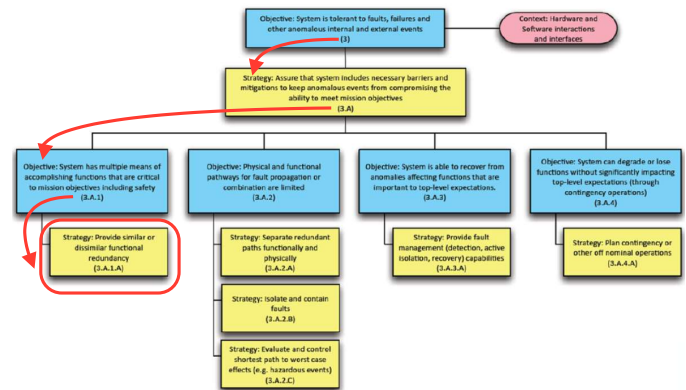 Objective: System is tolerant to faults, failures and
other anomalous internal and external events
(3)
Context: Hardware and
Software interactions
and interfaces
Strategy: Assure that system includes necessary barriers and
mitigations to keep anomalous events from compromising the
ability to meet mission objectives
(3.A)
Objective: System has multiple means of
accomplishing functions that are critical
to mission objectives including safety
(3.A.1)
Objective: Physical and functional
pathways for fault propagation or
combination are limited
(3.A.2)
Objective: System is able to recover from
anomalies affecting functions that are
important to top-level expectations.
(3.A.3)
Objective: System can degrade or lose
functions without significantly impacting
top-level expectations (through
contingency operations)
(3.A.4)
Strategy: Provide similar or
dissimilar functional
redundancy
(3.A.1.A)
Strategy: Separate redundant
paths functionally and
physically
(3.A.2.A)
Strategy: Isolate and contain
faults
(3.A.2.B)
Strategy: Evaluate and control
shortest path to worst case
effects (e.g. hazardous events)
(3.A.2.C)
Strategy: Provide fault
management (detection, active
isolation, recovery) capabilities
(3.A.3.A)
Strategy: Plan contingency or
other off nominal operations
(3.A.4.A)